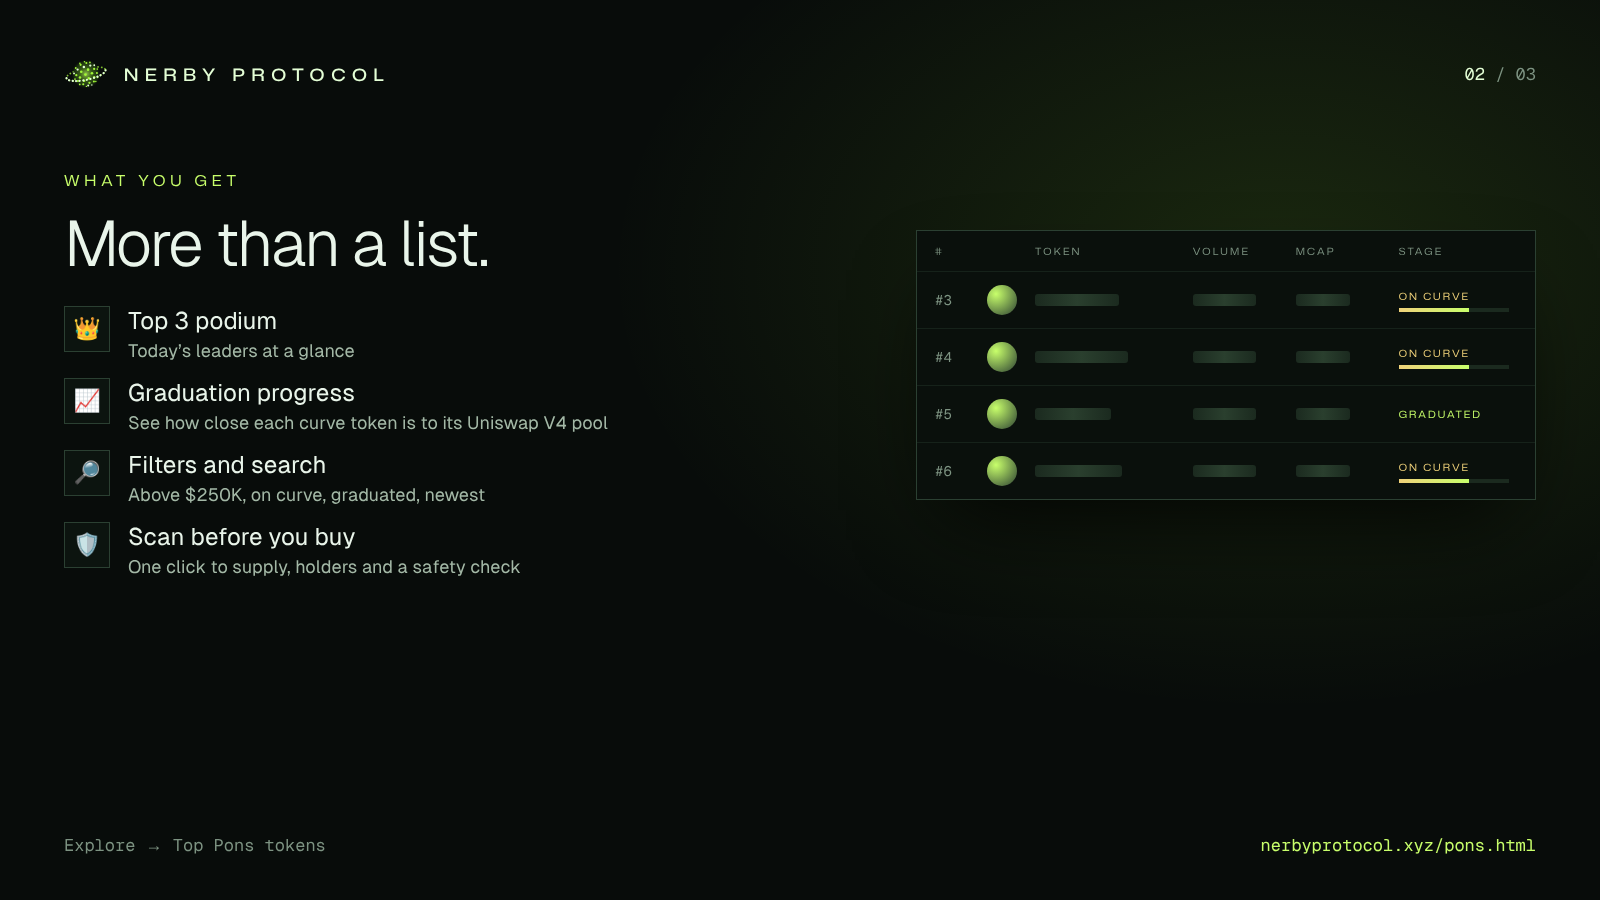 NERBY PROTOCOL
02 / 03
WHAT YOU GET
More than a list.
Top 3 podium
Today’s leaders at a glance
Graduation progress
See how close each curve token is to its Uniswap V4 pool
Filters and search
Above $250K, on curve, graduated, newest
Scan before you buy
One click to supply, holders and a safety check
# TOKEN VOLUME MCAP STAGE
#3 ON CURVE
#4 ON CURVE
#5 GRADUATED
#6 ON CURVE
Explore → Top Pons tokens
nerbyprotocol.xyz/pons.html